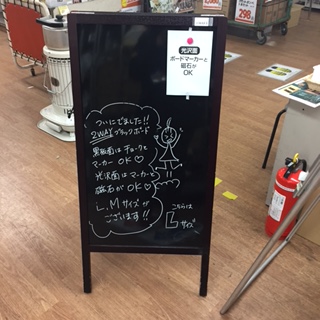 光沢面
ボードマーカーと
磁石が
OK
ついにでました!!
2WAYブラックボード
黒板面はチョークと
マーカーOK♡
光沢面はマーカーと
磁石がOK♡
L,Mサイズが
ございます!!
こちらは
Lサイズ
298